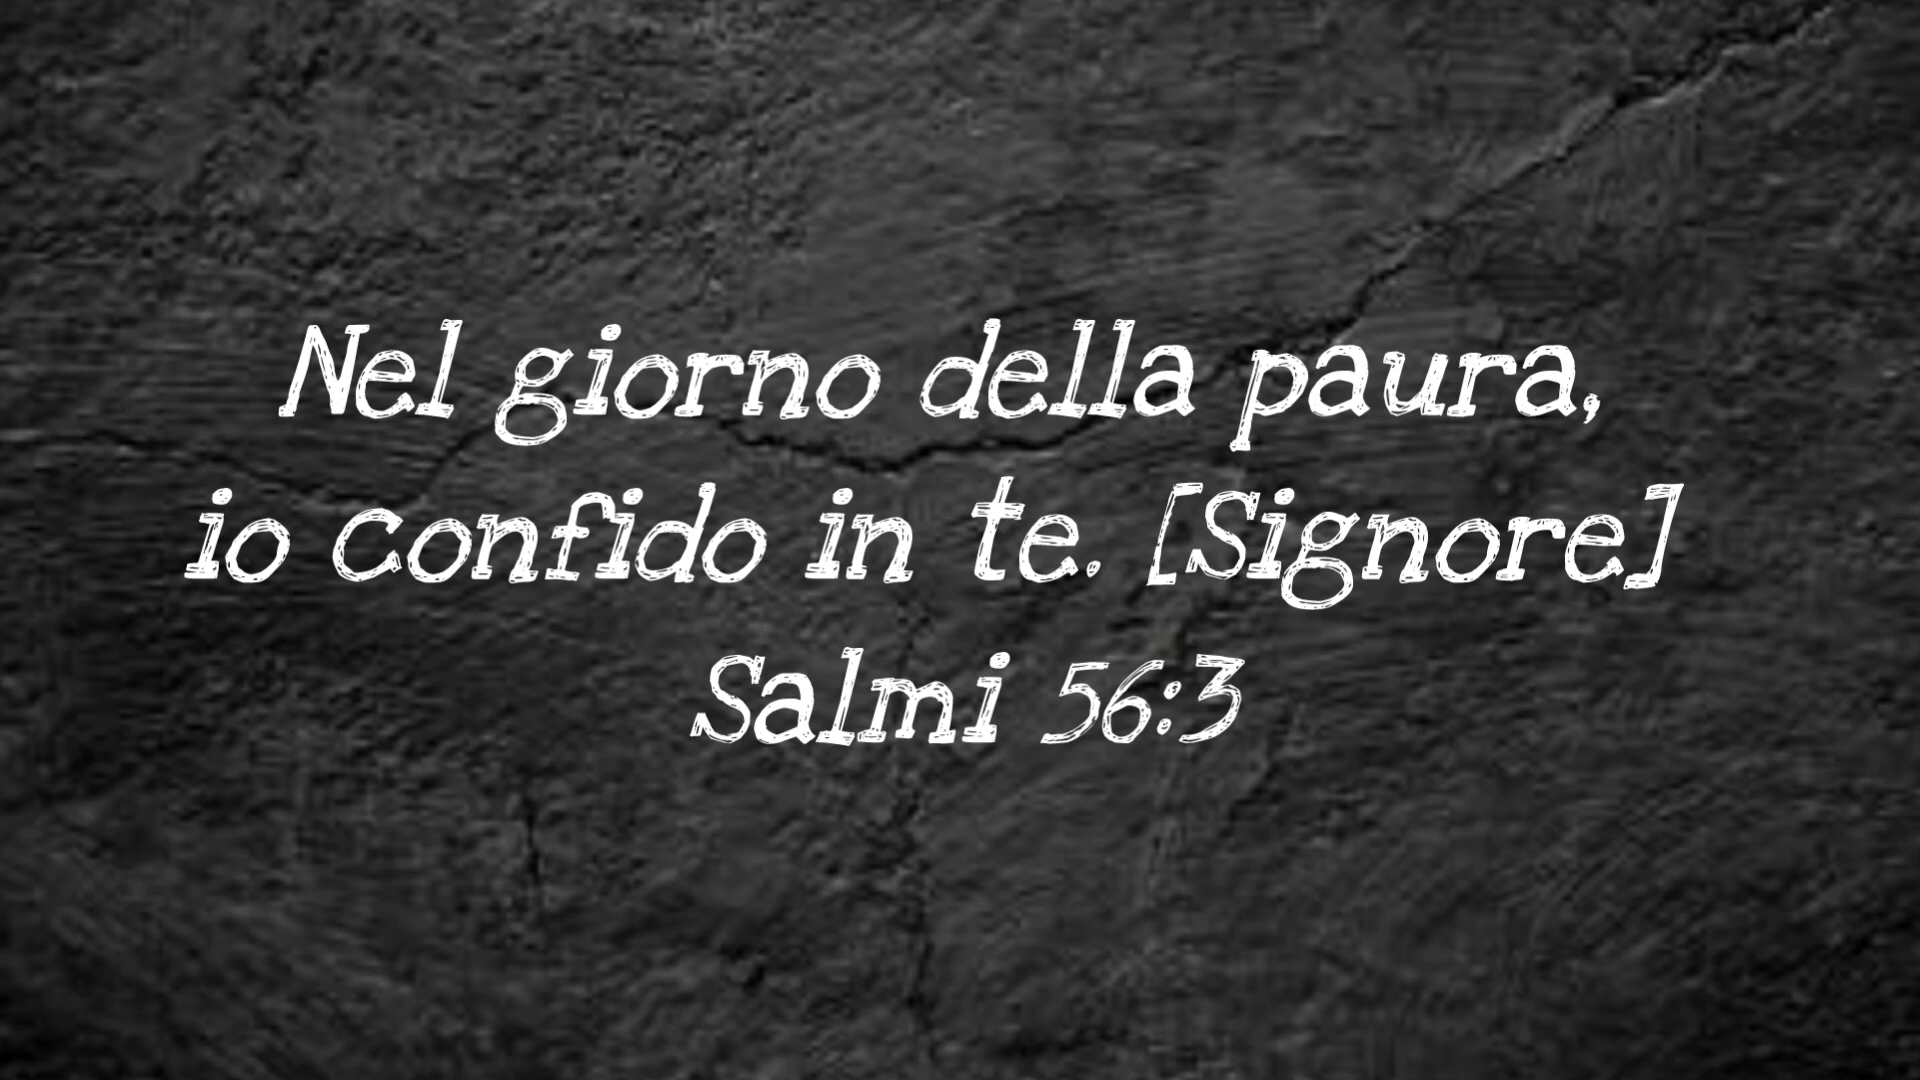 Nel giorno della paura,
io confido in te. [Signore]
Salmi 56:3